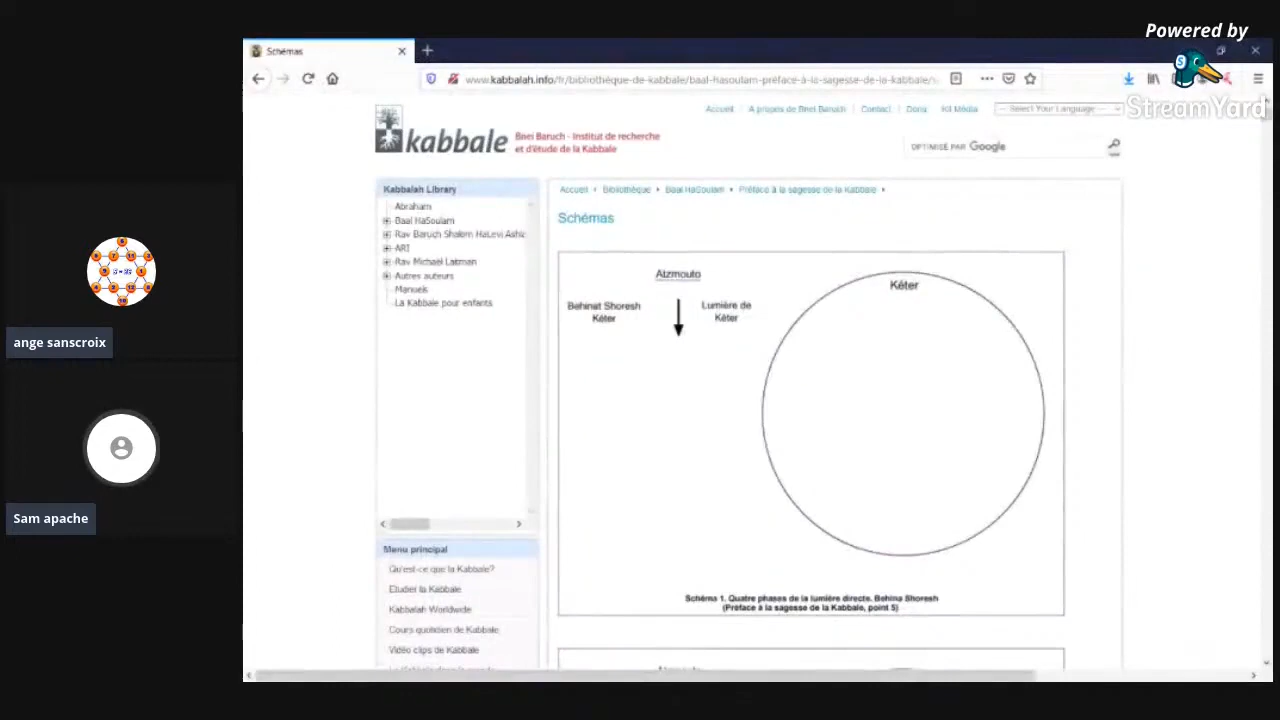 Powered by
StreamYard
Schémas
www.kabbalah.info/fr/bibliothèque-de-kabbale/baal-hasoulam-préface-à-la-sagesse-de-la-kabbale/
Accueil
A propos de Bnei Baruch
Contact
Dons
Kit Média
-- Select Your Language --
kabbale
Bnei Baruch - Institut de recherche
et d'étude de la Kabbale
OPTIMISÉ PAR Google
Kabbalah Library
Abraham
Baal HaSoulam
Rav Baruch Shalom HaLevi Ashla
ARI
Rav Michaël Laitman
Autres auteurs
Manuels
La Kabbale pour enfants
Menu principal
Qu'est-ce que la Kabbale?
Etudier la Kabbale
Kabbalah Worldwide
Cours quotidien de Kabbale
Vidéo clips de Kabbale
Accueil
Bibliothèque
Baal HaSoulam
Préface à la sagesse de la Kabbale
Schémas
Atzmouto
Behinat Shoresh
Kéter
Lumière de
Kéter
Kéter
Schéma 1. Quatre phases de la lumière directe. Behina Shoresh
(Préface à la sagesse de la Kabbale, point 5)
ange sanscroix
Sam apache